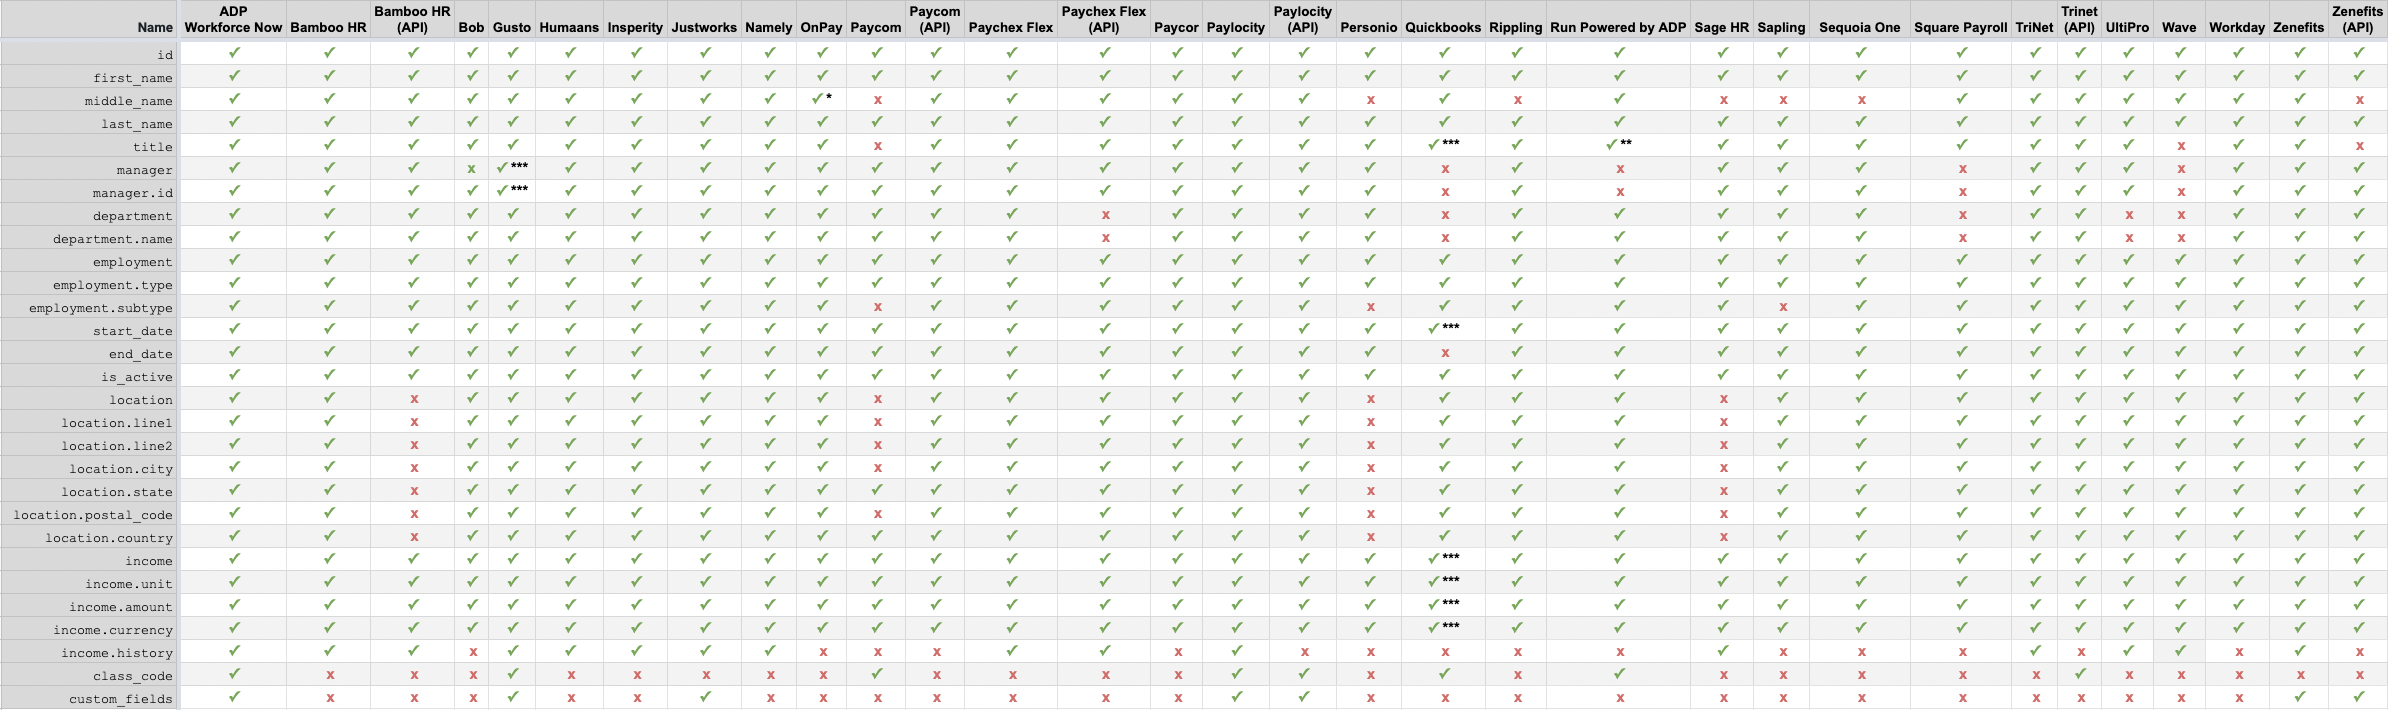 ADP Bamboo HR Paycom Paychex Flex Paylocity Trinet Zenefits
Name Workforce Now Bamboo HR (API) Bob Gusto Humaans Insperity Justworks Namely OnPay Paycom (API) Paychex Flex (API) Paycor Paylocity (API) Personio Quickbooks Rippling Run Powered by ADP Sage HR Sapling Sequoia One Square Payroll TriNet (API) UltiPro Wave Workday Zenefits (API)
id ✓ ✓ ✓ ✓ ✓ ✓ ✓ ✓ ✓ ✓ ✓ ✓ ✓ ✓ ✓ ✓ ✓ ✓ ✓ ✓ ✓ ✓ ✓ ✓ ✓ ✓ ✓ ✓ ✓ ✓ ✓ ✓
first_name ✓ ✓ ✓ ✓ ✓ ✓ ✓ ✓ ✓ ✓ ✓ ✓ ✓ ✓ ✓ ✓ ✓ ✓ ✓ ✓ ✓ ✓ ✓ ✓ ✓ ✓ ✓ ✓ ✓ ✓ ✓ ✓
middle_name ✓ ✓ ✓ ✓ ✓ ✓ ✓ ✓ ✓ ✓* x ✓ ✓ ✓ ✓ ✓ ✓ x ✓ x ✓ x x x ✓ ✓ ✓ ✓ ✓ ✓ ✓ x
last_name ✓ ✓ ✓ ✓ ✓ ✓ ✓ ✓ ✓ ✓ ✓ ✓ ✓ ✓ ✓ ✓ ✓ ✓ ✓ ✓ ✓ ✓ ✓ ✓ ✓ ✓ ✓ ✓ ✓ ✓ ✓ ✓
title ✓ ✓ ✓ ✓ ✓ ✓ ✓ ✓ ✓ ✓ x ✓ ✓ ✓ ✓ ✓ ✓ ✓ ✓*** ✓ ✓** ✓ ✓ ✓ ✓ ✓ ✓ ✓ x ✓ ✓ x
manager ✓ ✓ ✓ x ✓*** ✓ ✓ ✓ ✓ ✓ ✓ ✓ ✓ ✓ ✓ ✓ ✓ ✓ x ✓ x ✓ ✓ ✓ x ✓ ✓ ✓ x ✓ ✓ ✓
manager.id ✓ ✓ ✓ ✓ ✓*** ✓ ✓ ✓ ✓ ✓ ✓ ✓ ✓ ✓ ✓ ✓ ✓ ✓ x ✓ x ✓ ✓ ✓ x ✓ ✓ ✓ x ✓ ✓ ✓
department ✓ ✓ ✓ ✓ ✓ ✓ ✓ ✓ ✓ ✓ ✓ ✓ ✓ x ✓ ✓ ✓ ✓ x ✓ ✓ ✓ ✓ ✓ x ✓ ✓ x x ✓ ✓ ✓
department.name ✓ ✓ ✓ ✓ ✓ ✓ ✓ ✓ ✓ ✓ ✓ ✓ ✓ x ✓ ✓ ✓ ✓ x ✓ ✓ ✓ ✓ ✓ x ✓ ✓ x x ✓ ✓ ✓
employment ✓ ✓ ✓ ✓ ✓ ✓ ✓ ✓ ✓ ✓ ✓ ✓ ✓ ✓ ✓ ✓ ✓ ✓ ✓ ✓ ✓ ✓ ✓ ✓ ✓ ✓ ✓ ✓ ✓ ✓ ✓ ✓
employment.type ✓ ✓ ✓ ✓ ✓ ✓ ✓ ✓ ✓ ✓ ✓ ✓ ✓ ✓ ✓ ✓ ✓ ✓ ✓ ✓ ✓ ✓ ✓ ✓ ✓ ✓ ✓ ✓ ✓ ✓ ✓ ✓
employment.subtype ✓ ✓ ✓ ✓ ✓ ✓ ✓ ✓ ✓ ✓ x ✓ ✓ ✓ ✓ ✓ ✓ x ✓ ✓ ✓ ✓ x ✓ ✓ ✓ ✓ ✓ ✓ ✓ ✓ ✓
start_date ✓ ✓ ✓ ✓ ✓ ✓ ✓ ✓ ✓ ✓ ✓ ✓ ✓ ✓ ✓ ✓ ✓ ✓ ✓*** ✓ ✓ ✓ ✓ ✓ ✓ ✓ ✓ ✓ ✓ ✓ ✓ ✓
end_date ✓ ✓ ✓ ✓ ✓ ✓ ✓ ✓ ✓ ✓ ✓ ✓ ✓ ✓ ✓ ✓ ✓ ✓ x ✓ ✓ ✓ ✓ ✓ ✓ ✓ ✓ ✓ ✓ ✓ ✓ ✓
is_active ✓ ✓ ✓ ✓ ✓ ✓ ✓ ✓ ✓ ✓ ✓ ✓ ✓ ✓ ✓ ✓ ✓ ✓ ✓ ✓ ✓ ✓ ✓ ✓ ✓ ✓ ✓ ✓ ✓ ✓ ✓ ✓
location ✓ ✓ x ✓ ✓ ✓ ✓ ✓ ✓ ✓ x ✓ ✓ ✓ ✓ ✓ ✓ x ✓ ✓ ✓ x ✓ ✓ ✓ ✓ ✓ ✓ ✓ ✓ ✓ ✓
location.line1 ✓ ✓ x ✓ ✓ ✓ ✓ ✓ ✓ ✓ x ✓ ✓ ✓ ✓ ✓ ✓ x ✓ ✓ ✓ x ✓ ✓ ✓ ✓ ✓ ✓ ✓ ✓ ✓ ✓
location.line2 ✓ ✓ x ✓ ✓ ✓ ✓ ✓ ✓ ✓ x ✓ ✓ ✓ ✓ ✓ ✓ x ✓ ✓ ✓ x ✓ ✓ ✓ ✓ ✓ ✓ ✓ ✓ ✓ ✓
location.city ✓ ✓ x ✓ ✓ ✓ ✓ ✓ ✓ ✓ x ✓ ✓ ✓ ✓ ✓ ✓ x ✓ ✓ ✓ x ✓ ✓ ✓ ✓ ✓ ✓ ✓ ✓ ✓ ✓
location.state ✓ ✓ x ✓ ✓ ✓ ✓ ✓ ✓ ✓ ✓ ✓ ✓ ✓ ✓ ✓ ✓ x ✓ ✓ ✓ x ✓ ✓ ✓ ✓ ✓ ✓ ✓ ✓ ✓ ✓
location.postal_code ✓ ✓ x ✓ ✓ ✓ ✓ ✓ ✓ ✓ x ✓ ✓ ✓ ✓ ✓ ✓ x ✓ ✓ ✓ x ✓ ✓ ✓ ✓ ✓ ✓ ✓ ✓ ✓ ✓
location.country ✓ ✓ x ✓ ✓ ✓ ✓ ✓ ✓ ✓ ✓ ✓ ✓ ✓ ✓ ✓ ✓ x ✓ ✓ ✓ x ✓ ✓ ✓ ✓ ✓ ✓ ✓ ✓ ✓ ✓
income ✓ ✓ ✓ ✓ ✓ ✓ ✓ ✓ ✓ ✓ ✓ ✓ ✓ ✓ ✓ ✓ ✓ ✓ ✓*** ✓ ✓ ✓ ✓ ✓ ✓ ✓ ✓ ✓ ✓ ✓ ✓ ✓
income.unit ✓ ✓ ✓ ✓ ✓ ✓ ✓ ✓ ✓ ✓ ✓ ✓ ✓ ✓ ✓ ✓ ✓ ✓ ✓*** ✓ ✓ ✓ ✓ ✓ ✓ ✓ ✓ ✓ ✓ ✓ ✓ ✓
income.amount ✓ ✓ ✓ ✓ ✓ ✓ ✓ ✓ ✓ ✓ ✓ ✓ ✓ ✓ ✓ ✓ ✓ ✓ ✓*** ✓ ✓ ✓ ✓ ✓ ✓ ✓ ✓ ✓ ✓ ✓ ✓ ✓
income.currency ✓ ✓ ✓ ✓ ✓ ✓ ✓ ✓ ✓ ✓ ✓ ✓ ✓ ✓ ✓ ✓ ✓ ✓ ✓*** ✓ ✓ ✓ ✓ ✓ ✓ ✓ ✓ ✓ ✓ ✓ ✓ ✓
income.history ✓ ✓ ✓ x ✓ ✓ ✓ ✓ ✓ x x x ✓ ✓ x ✓ x x x x x ✓ x x x ✓ x ✓ ✓ x ✓ x
class_code ✓ x x x ✓ x x x x x ✓ x x x x ✓ ✓ x ✓ x ✓ x x x x x ✓ x x x x x
custom_fields ✓ x x x ✓ x x ✓ x x x x x x x ✓ ✓ x x x x x x x x x x x x x ✓ ✓